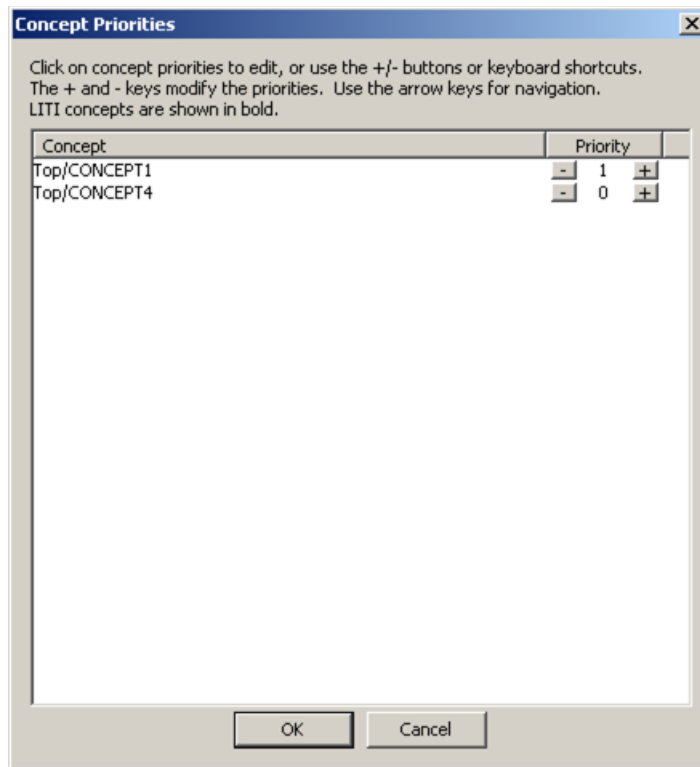 Concept Priorities
Click on concept priorities to edit, or use the +/- buttons or keyboard shortcuts.
The + and - keys modify the priorities.  Use the arrow keys for navigation.
LITI concepts are shown in bold.
Concept Priority
Top/CONCEPT1 - 1 +
Top/CONCEPT4 - 0 +
OK Cancel